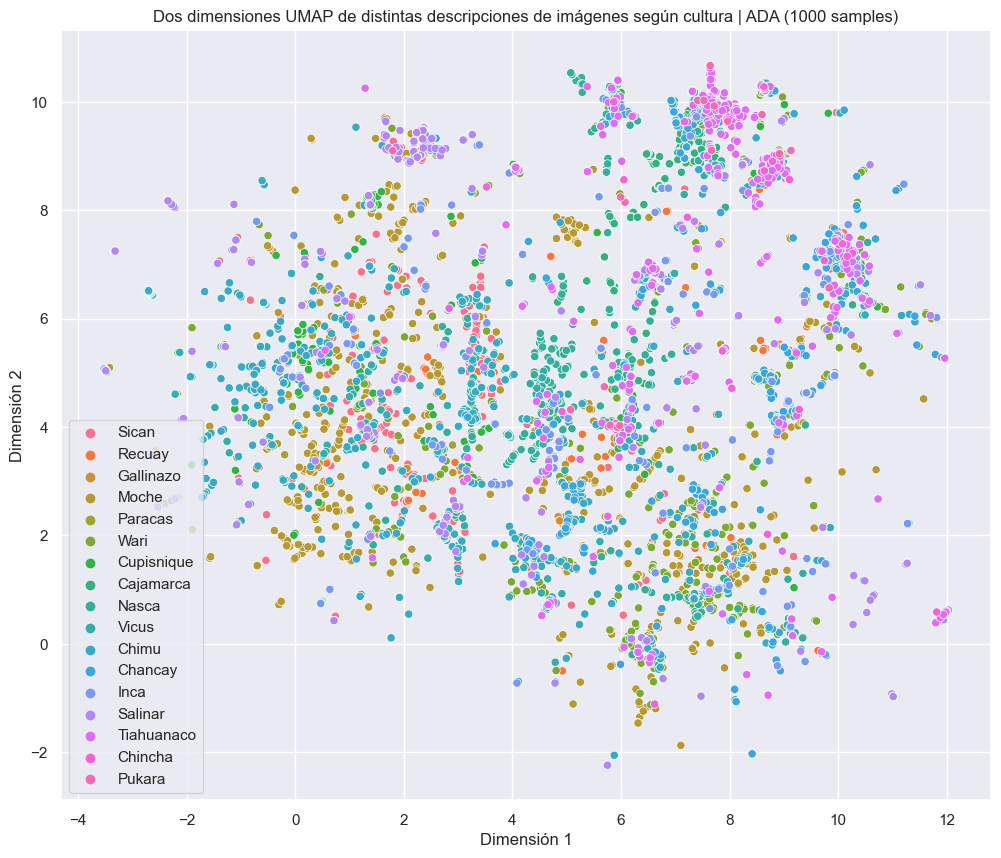 Dos dimensiones UMAP de distintas descripciones de imágenes según cultura | ADA (1000 samples)
Dimensión 2
10
8
6
4
2
0
−2
Sican
Recuay
Gallinazo
Moche
Paracas
Wari
Cupisnique
Cajamarca
Nasca
Vicus
Chimu
Chancay
Inca
Salinar
Tiahuanaco
Chincha
Pukara
−4 −2 0 2 4 6 8 10 12
Dimensión 1